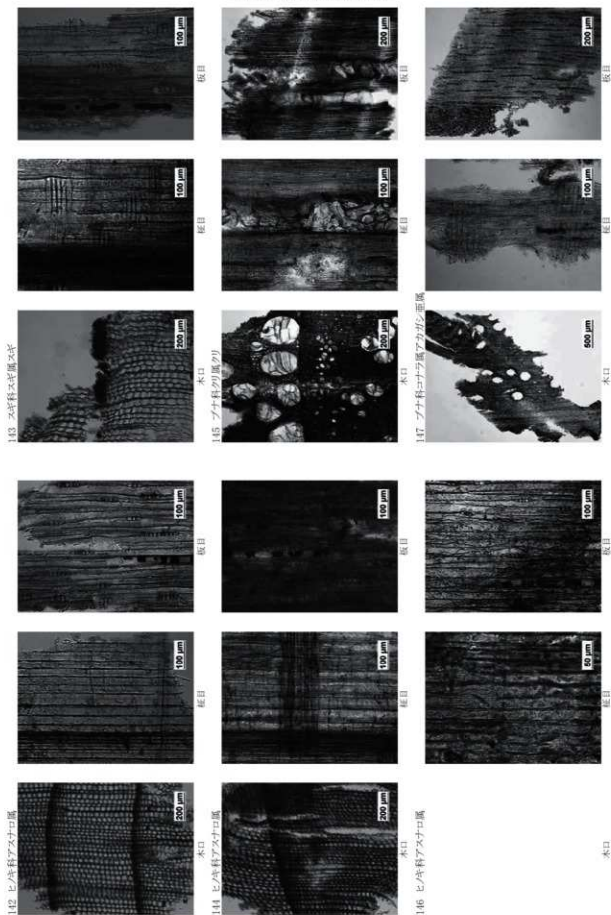 142 ヒノキ科アスナロ属
200 µm
木口
100 µm
柾目
100 µm
板目
143 スギ科スギ属スギ
200 µm
木口
100 µm
柾目
100 µm
板目
144 ヒノキ科アスナロ属
200 µm
木口
100 µm
柾目
100 µm
板目
145 ブナ科クリ属クリ
200 µm
木口
100 µm
柾目
200 µm
板目
146 ヒノキ科アスナロ属
木口
50 µm
柾目
100 µm
板目
147 ブナ科コナラ属アカガシ亜属
500 µm
木口
100 µm
柾目
200 µm
板目